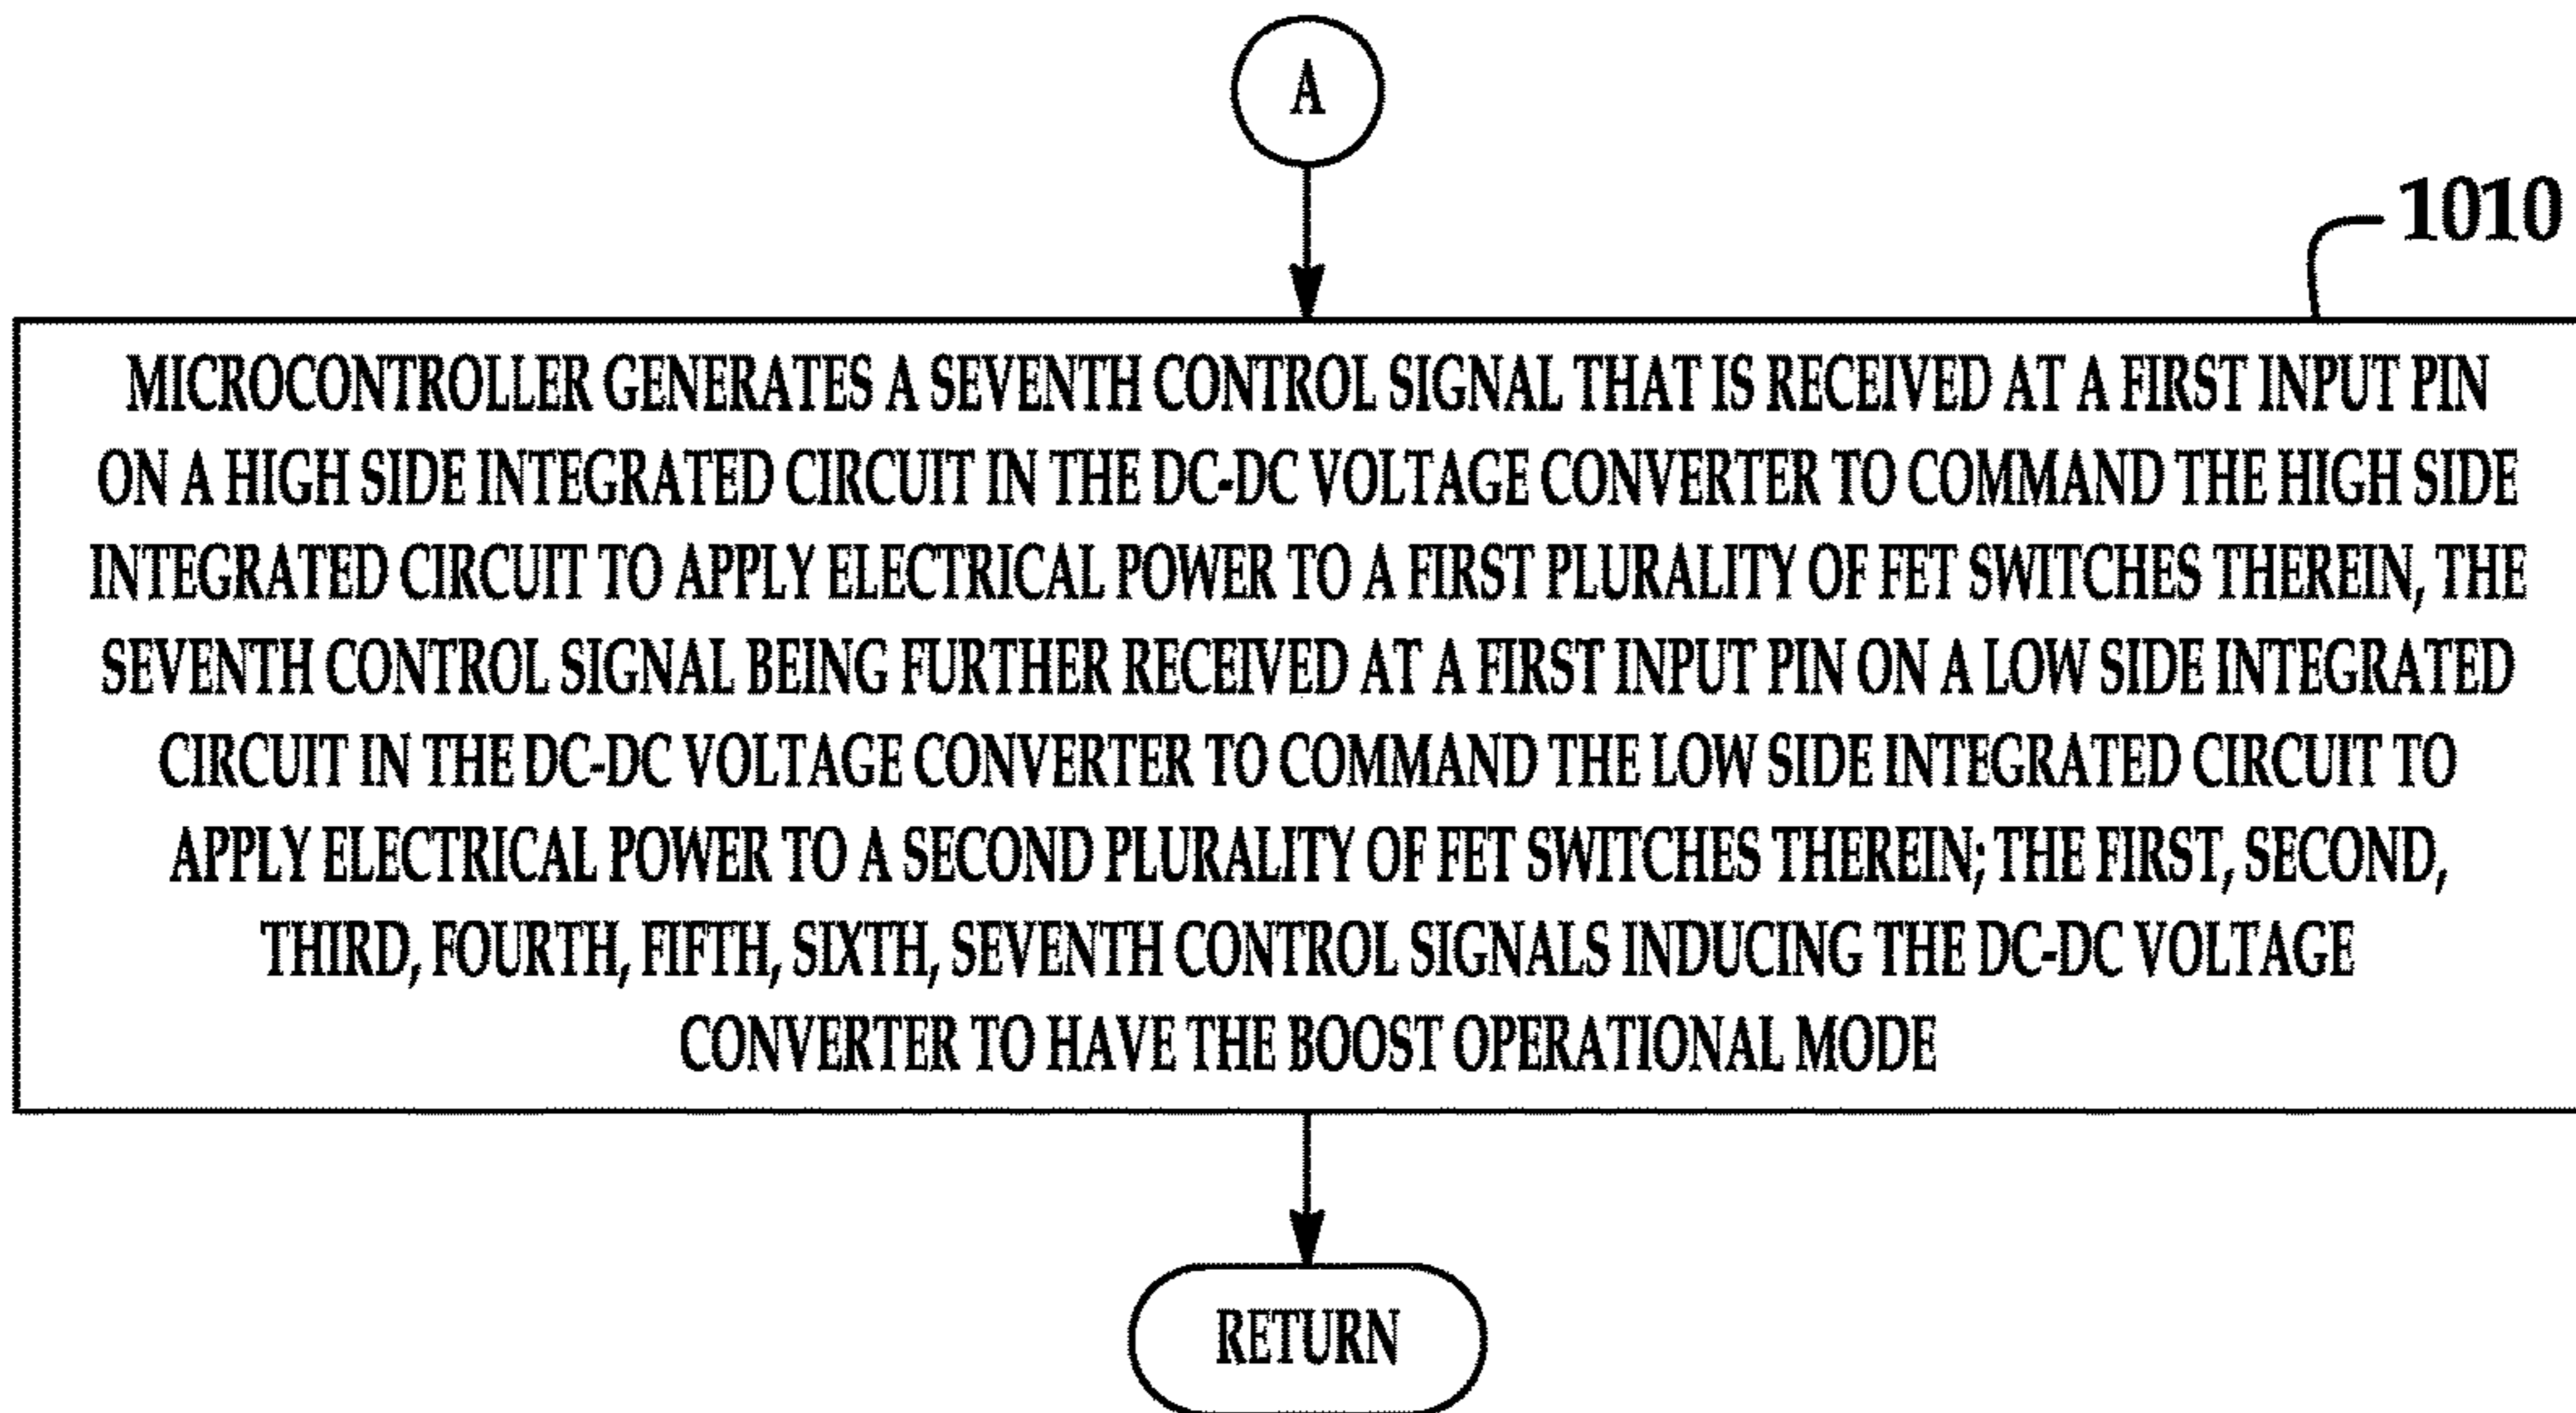 A
1010
MICROCONTROLLER GENERATES A SEVENTH CONTROL SIGNAL THAT IS RECEIVED AT A FIRST INPUT PIN
ON A HIGH SIDE INTEGRATED CIRCUIT IN THE DC-DC VOLTAGE CONVERTER TO COMMAND THE HIGH SIDE
INTEGRATED CIRCUIT TO APPLY ELECTRICAL POWER TO A FIRST PLURALITY OF FET SWITCHES THEREIN, THE
SEVENTH CONTROL SIGNAL BEING FURTHER RECEIVED AT A FIRST INPUT PIN ON A LOW SIDE INTEGRATED
CIRCUIT IN THE DC-DC VOLTAGE CONVERTER TO COMMAND THE LOW SIDE INTEGRATED CIRCUIT TO
APPLY ELECTRICAL POWER TO A SECOND PLURALITY OF FET SWITCHES THEREIN; THE FIRST, SECOND,
THIRD, FOURTH, FIFTH, SIXTH, SEVENTH CONTROL SIGNALS INDUCING THE DC-DC VOLTAGE
CONVERTER TO HAVE THE BOOST OPERATIONAL MODE
RETURN